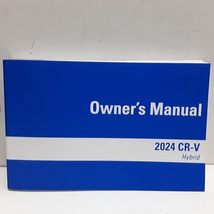 Owner's Manual
2024 CR-V
Hybrid